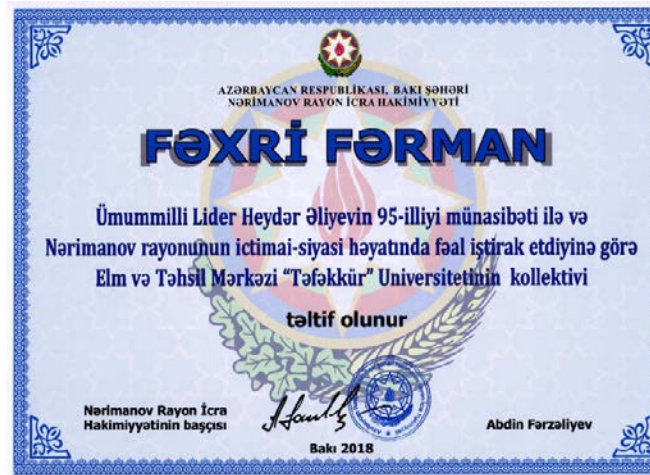 AZƏRBAYCAN RESPUBLİKASI, BAKI ŞƏHƏRİ
NƏRİMANOV RAYON İCRA HAKİMİYYƏTİ
FƏXRİ FƏRMAN
Ümummilli Lider Heydər Əliyevin 95-illiyi münasibəti ilə və
Nərimanov rayonunun ictimai-siyasi həyatında fəal iştirak etdiyinə görə
Elm və Təhsil Mərkəzi “Təfəkkür” Universitetinin kollektivi
təltif olunur
Nərimanov Rayon İcra
Hakimiyyətinin başçısı
Abdin Fərzəliyev
Bakı 2018